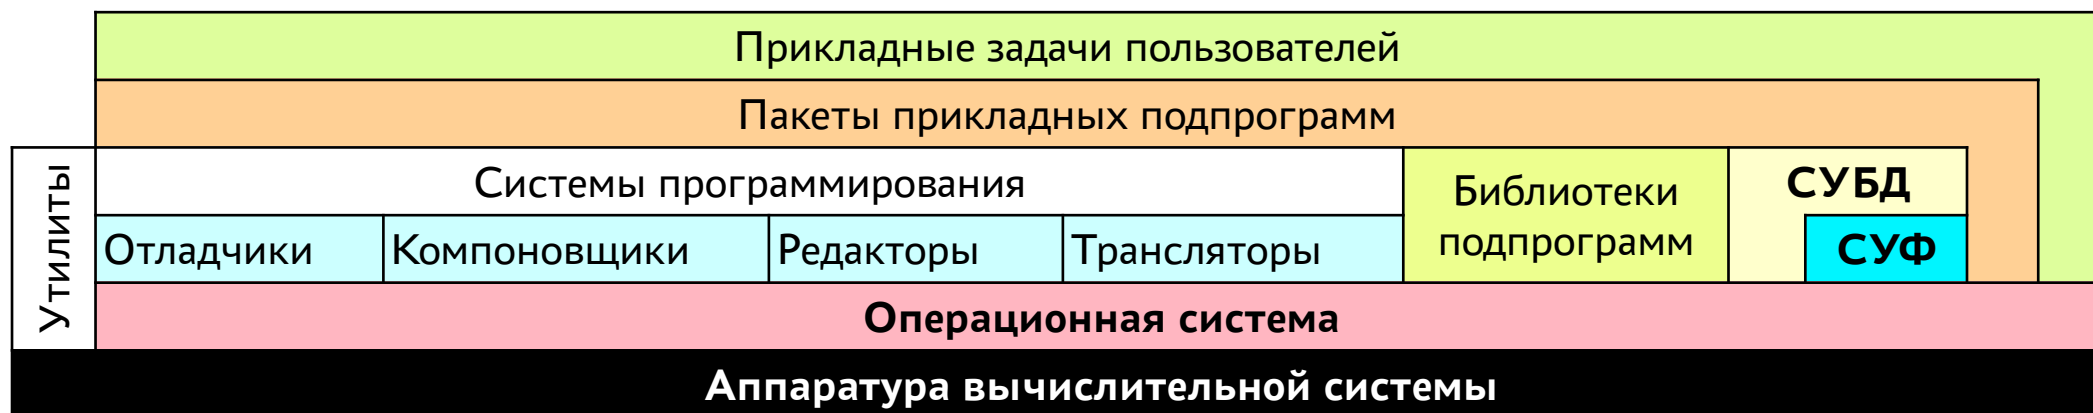 Прикладные задачи пользователей
Пакеты прикладных подпрограмм
Утилиты
Системы программирования
Библиотеки
подпрограмм
СУБД
Отладчики
Компоновщики
Редакторы
Трансляторы
СУФ
Операционная система
Аппаратура вычислительной системы